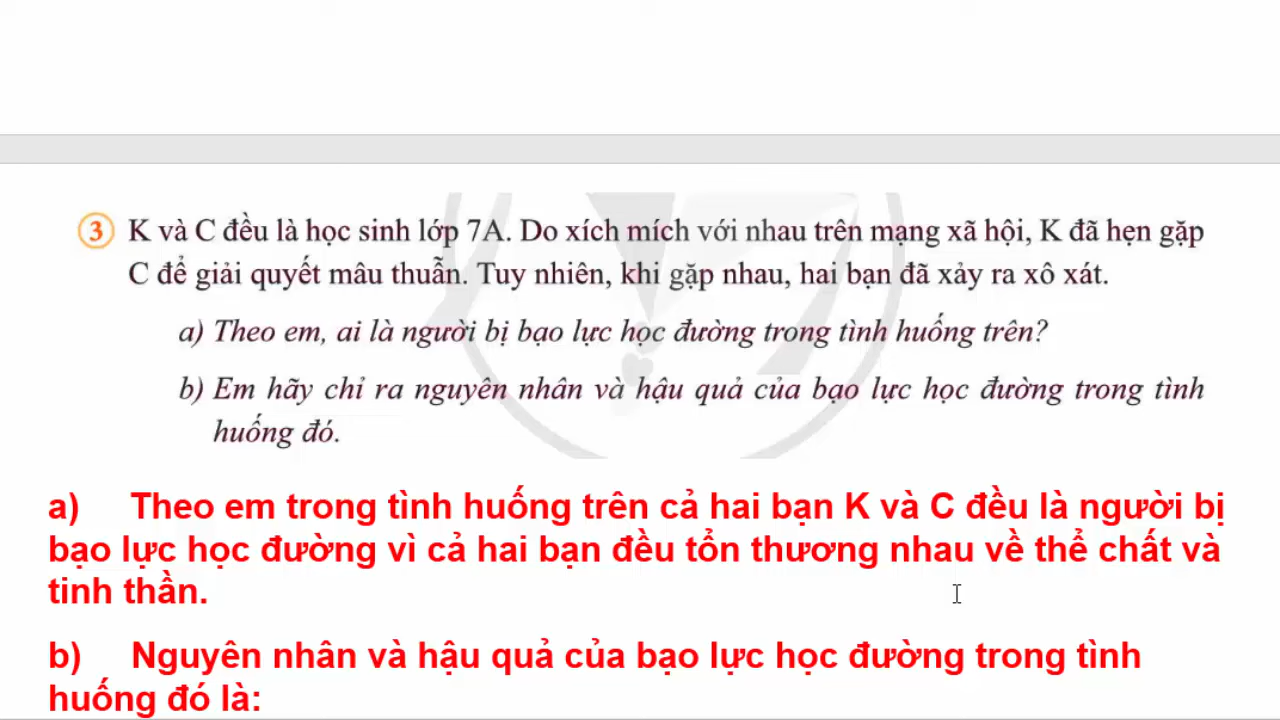 3 K và C đều là học sinh lớp 7A. Do xích mích với nhau trên mạng xã hội, K đã hẹn gặp
C để giải quyết mâu thuẫn. Tuy nhiên, khi gặp nhau, hai bạn đã xảy ra xô xát.
a) Theo em, ai là người bị bạo lực học đường trong tình huống trên?
b) Em hãy chỉ ra nguyên nhân và hậu quả của bạo lực học đường trong tình
huống đó.
a) Theo em trong tình huống trên cả hai bạn K và C đều là người bị
bạo lực học đường vì cả hai bạn đều tổn thương nhau về thể chất và
tinh thần.
b) Nguyên nhân và hậu quả của bạo lực học đường trong tình
huống đó là: